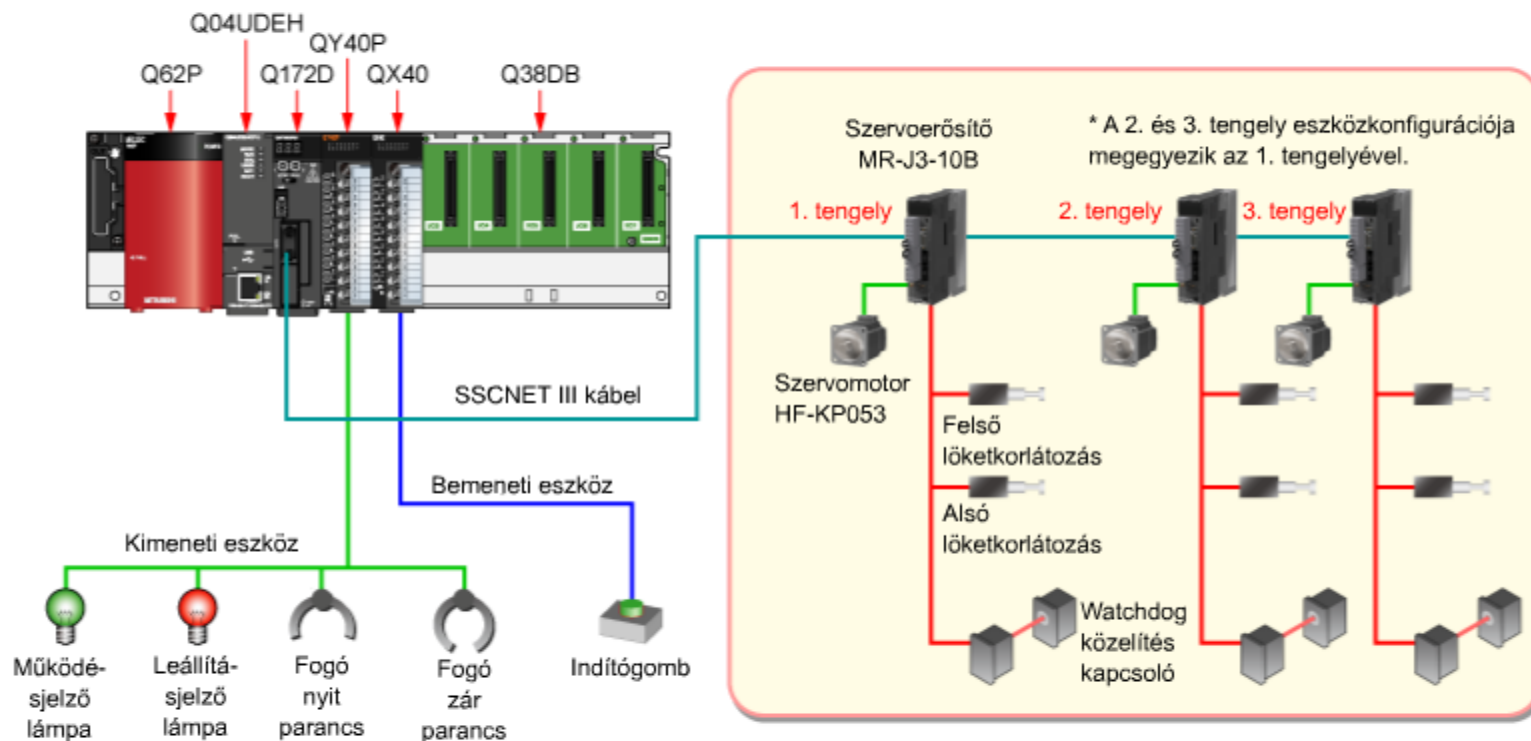 Q04UDEH
QY40P
Q62P
Q172D
QX40
Q38DB
Szervoerősítő
MR-J3-10B
* A 2. és 3. tengely eszközkonfigurációja
megegyezik az 1. tengelyével.
1. tengely
2. tengely
3. tengely
SSCNET III kábel
Szervomotor
HF-KP053
Felső
löketkorlátozás
Bemeneti eszköz
Alsó
löketkorlátozás
Kimeneti eszköz
Működé-
sjelző
lámpa
Leállítá-
sjelző
lámpa
Fogó
nyit
parancs
Fogó
zár
parancs
Indítógomb
Watchdog
közelítés
kapcsoló